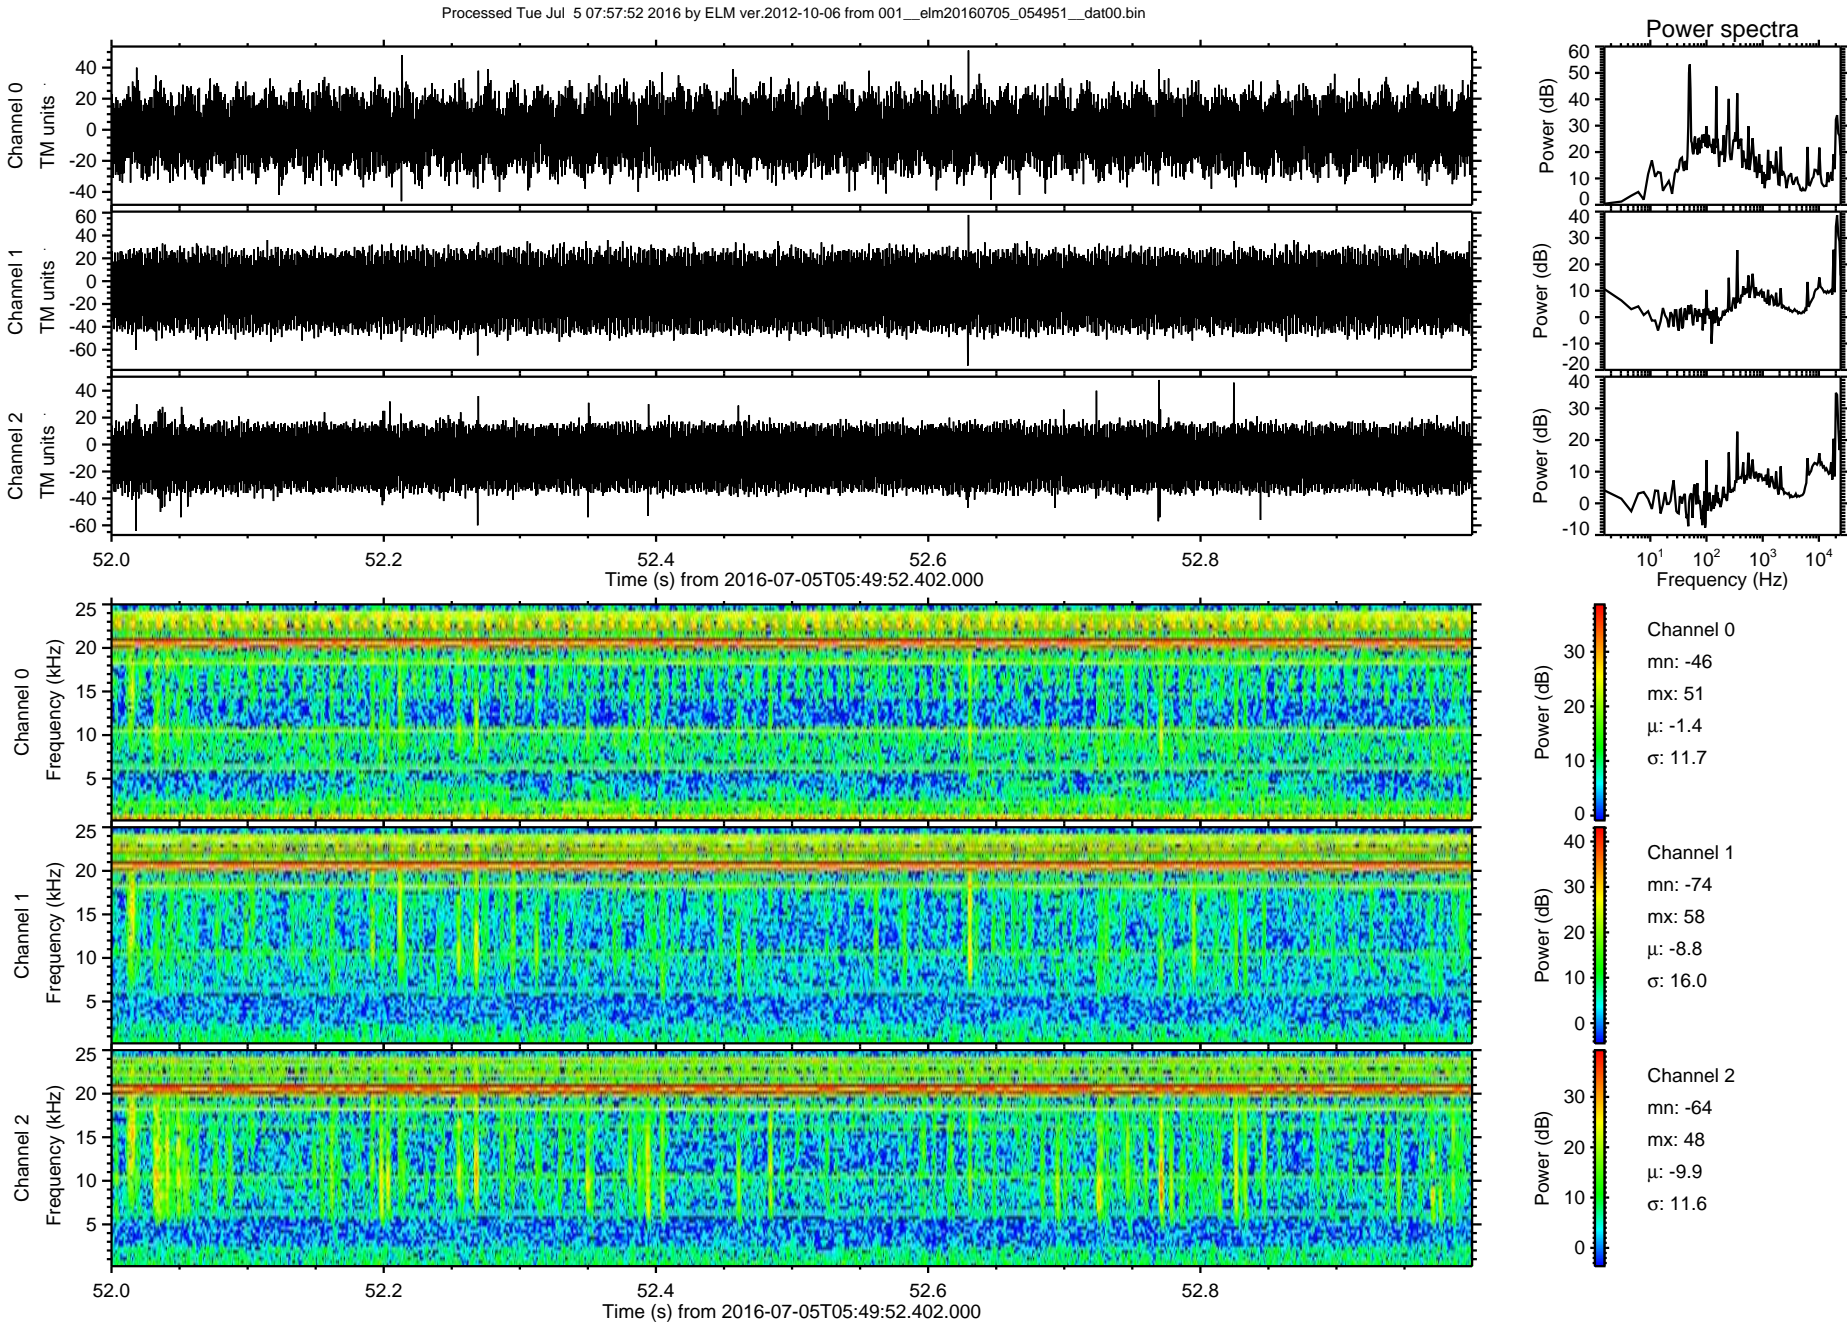 Processed Tue Jul  5 07:57:52 2016 by ELM ver.2012-10-06 from 001__elm20160705_054951__dat00.bin
Power spectra
Channel 0
TM units
40
20
0
-20
-40
Power (dB)
60
50
40
30
20
10
0
Channel 1
TM units
60
40
20
0
-20
-40
-60
Power (dB)
40
30
20
10
0
-10
-20
Channel 2
TM units
40
20
0
-20
-40
-60
Power (dB)
40
30
20
10
0
-10
52.0 52.2 52.4 52.6 52.8
Time (s) from 2016-07-05T05:49:52.402.000
10^1 10^2 10^3 10^4
Frequency (Hz)
Channel 0
Frequency (kHz)
25
20
15
10
5
Power (dB)
30
20
10
0
Channel 0
mn: -46
mx: 51
μ: -1.4
σ: 11.7
Channel 1
Frequency (kHz)
25
20
15
10
5
Power (dB)
40
30
20
10
0
Channel 1
mn: -74
mx: 58
μ: -8.8
σ: 16.0
Channel 2
Frequency (kHz)
25
20
15
10
5
Power (dB)
30
20
10
0
Channel 2
mn: -64
mx: 48
μ: -9.9
σ: 11.6
52.0 52.2 52.4 52.6 52.8
Time (s) from 2016-07-05T05:49:52.402.000